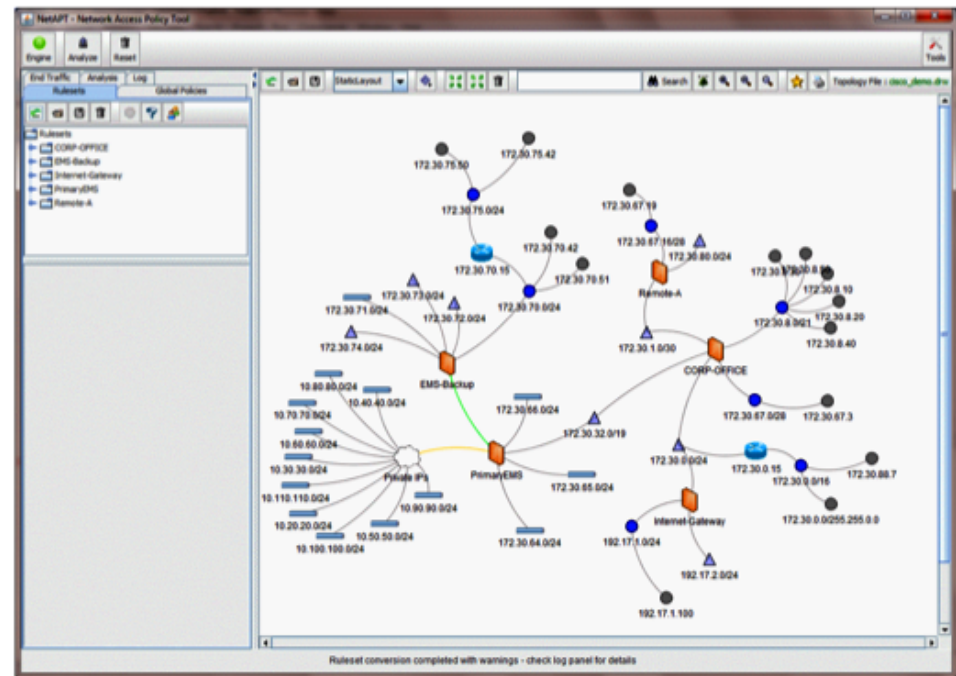 NetAPT - Network Access Policy Tool
Engine Analyze Reset Tools
End Traffic Analysis Log
Rulesets Global Policies
StaticLayout Search Topology File : cisco_demo.drw
Rulesets
CORP-OFFICE
EMS-Backup
Internet-Gateway
PrimaryEMS
Remote-A
172.30.75.50
172.30.75.42
172.30.75.0/24
172.30.70.15
172.30.70.42
172.30.70.51
172.30.70.0/24
172.30.73.0/24
172.30.71.0/24
172.30.72.0/24
172.30.74.0/24
EMS-Backup
172.30.67.19
172.30.67.16/28
172.30.80.0/24
Remote-A
172.30.1.0/30
172.30.8.10
172.30.8.20
172.30.8.0/21
172.30.8.40
CORP-OFFICE
172.30.67.0/28
172.30.67.3
10.80.80.0/24
10.40.40.0/24
10.70.70.0/24
10.60.60.0/24
10.30.30.0/24
10.110.110.0/24
10.20.20.0/24
10.100.100.0/24
10.50.50.0/24
10.90.90.0/24
Private IPs
PrimaryEMS
172.30.66.0/24
172.30.65.0/24
172.30.64.0/24
172.30.32.0/19
172.30.0.0/24
172.30.0.15
172.30.0.0/16
172.30.88.7
172.30.0.0/255.255.0.0
Internet-Gateway
192.17.1.0/24
192.17.2.0/24
192.17.1.100
Ruleset conversion completed with warnings - check log panel for details